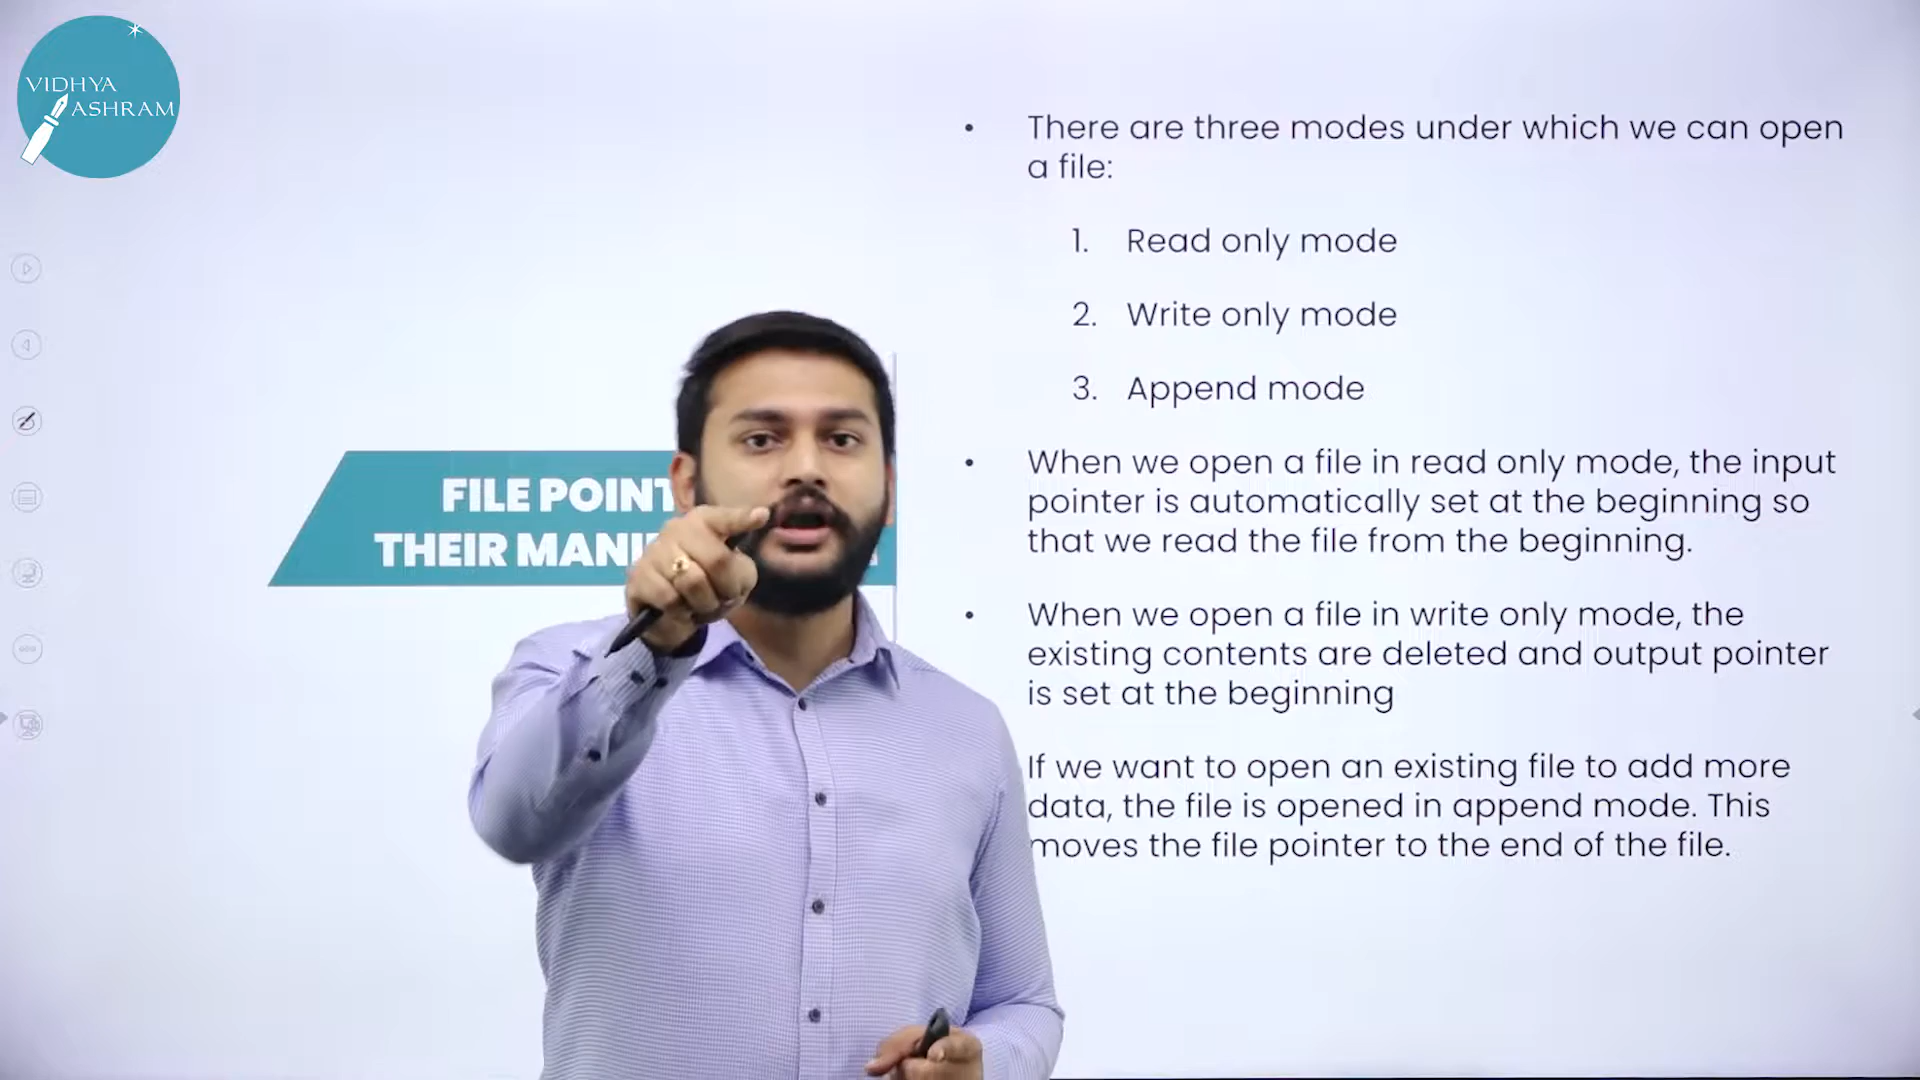 VIDHYA
ASHRAM
• There are three modes under which we can open
a file:
1. Read only mode
2. Write only mode
3. Append mode
• When we open a file in read only mode, the input
pointer is automatically set at the beginning so
that we read the file from the beginning.
• When we open a file in write only mode, the
existing contents are deleted and output pointer
is set at the beginning
If we want to open an existing file to add more
data, the file is opened in append mode. This
moves the file pointer to the end of the file.
FILE
THEIR